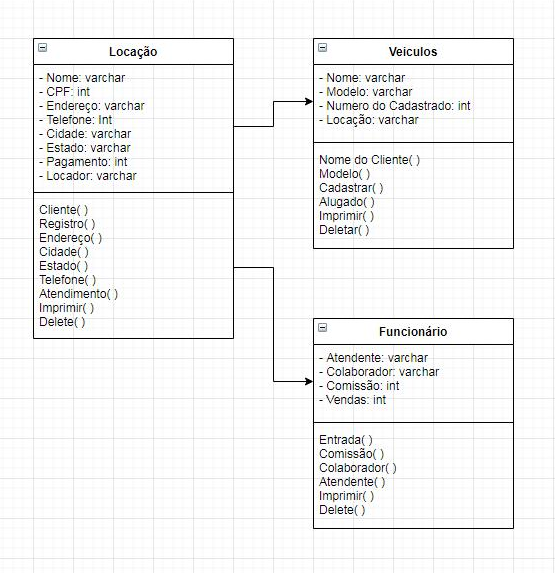 Locação
- Nome: varchar
- CPF: int
- Endereço: varchar
- Telefone: Int
- Cidade: varchar
- Estado: varchar
- Pagamento: int
- Locador: varchar
Cliente( )
Registro( )
Endereço( )
Cidade( )
Estado( )
Telefone( )
Atendimento( )
Imprimir( )
Delete( )
Veiculos
- Nome: varchar
- Modelo: varchar
- Numero do Cadastrado: int
- Locação: varchar
Nome do Cliente( )
Modelo( )
Cadastrar( )
Alugado( )
Imprimir( )
Deletar( )
Funcionário
- Atendente: varchar
- Colaborador: varchar
- Comissão: int
- Vendas: int
Entrada( )
Comissão( )
Colaborador( )
Atendente( )
Imprimir( )
Delete( )